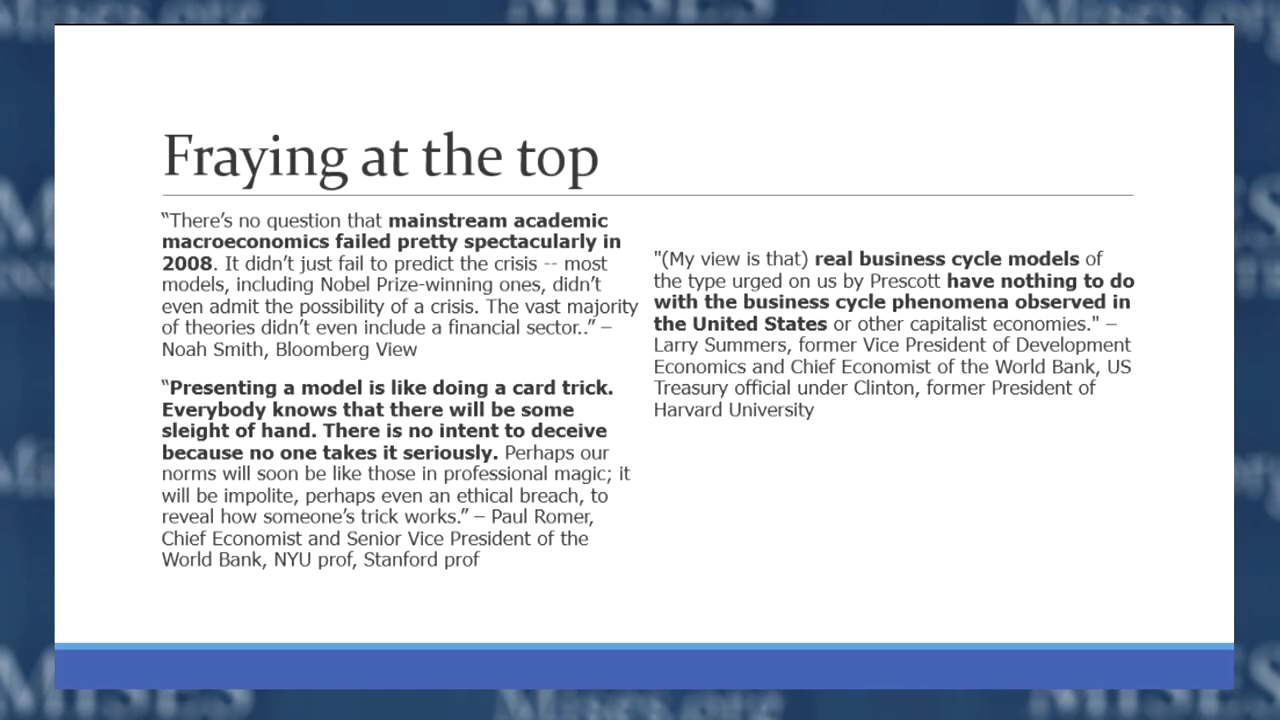 Mises.org
MISES
Mises.org
Fraying at the top
“There’s no question that mainstream academic
macroeconomics failed pretty spectacularly in
2008. It didn’t just fail to predict the crisis -- most
models, including Nobel Prize-winning ones, didn’t
even admit the possibility of a crisis. The vast majority
of theories didn’t even include a financial sector..” –
Noah Smith, Bloomberg View
“Presenting a model is like doing a card trick.
Everybody knows that there will be some
sleight of hand. There is no intent to deceive
because no one takes it seriously. Perhaps our
norms will soon be like those in professional magic; it
will be impolite, perhaps even an ethical breach, to
reveal how someone’s trick works.” – Paul Romer,
Chief Economist and Senior Vice President of the
World Bank, NYU prof, Stanford prof
"(My view is that) real business cycle models of
the type urged on us by Prescott have nothing to do
with the business cycle phenomena observed in
the United States or other capitalist economies." –
Larry Summers, former Vice President of Development
Economics and Chief Economist of the World Bank, US
Treasury official under Clinton, former President of
Harvard University
MISES
Mises.org
MISES